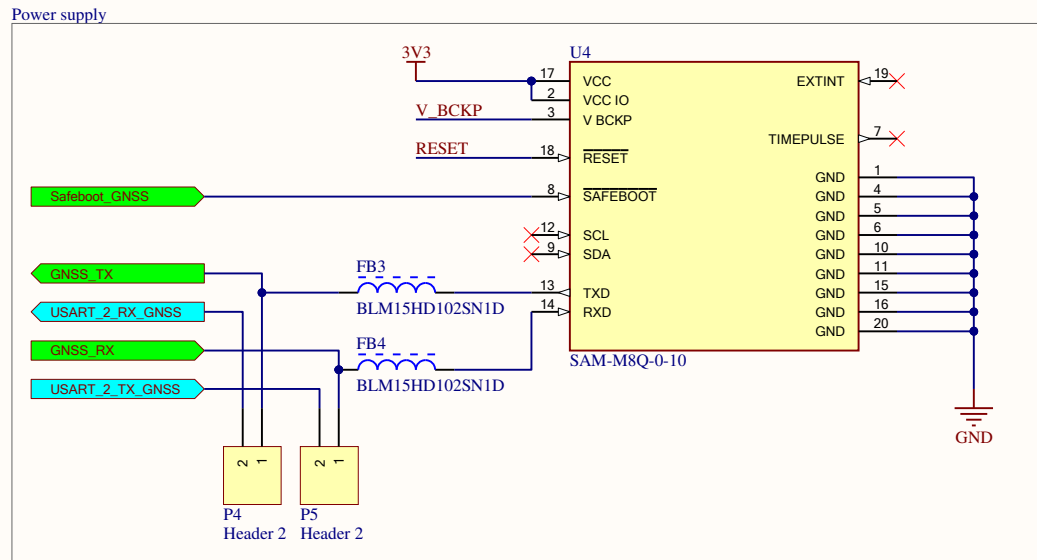 Power supply
U4
3V3
17 VCC
2 VCC IO
V_BCKP 3 V BCKP
RESET 18 RESET
Safeboot_GNSS 8 SAFEBOOT
12 SCL
9 SDA
GNSS_TX
FB3
BLM15HD102SN1D
13 TXD
14 RXD
USART_2_RX_GNSS
GNSS_RX
FB4
BLM15HD102SN1D
USART_2_TX_GNSS
EXTINT 19
TIMEPULSE 7
GND 1
GND 4
GND 5
GND 6
GND 10
GND 11
GND 15
GND 16
GND 20
SAM-M8Q-0-10
GND
2 1
P4
Header 2
2 1
P5
Header 2